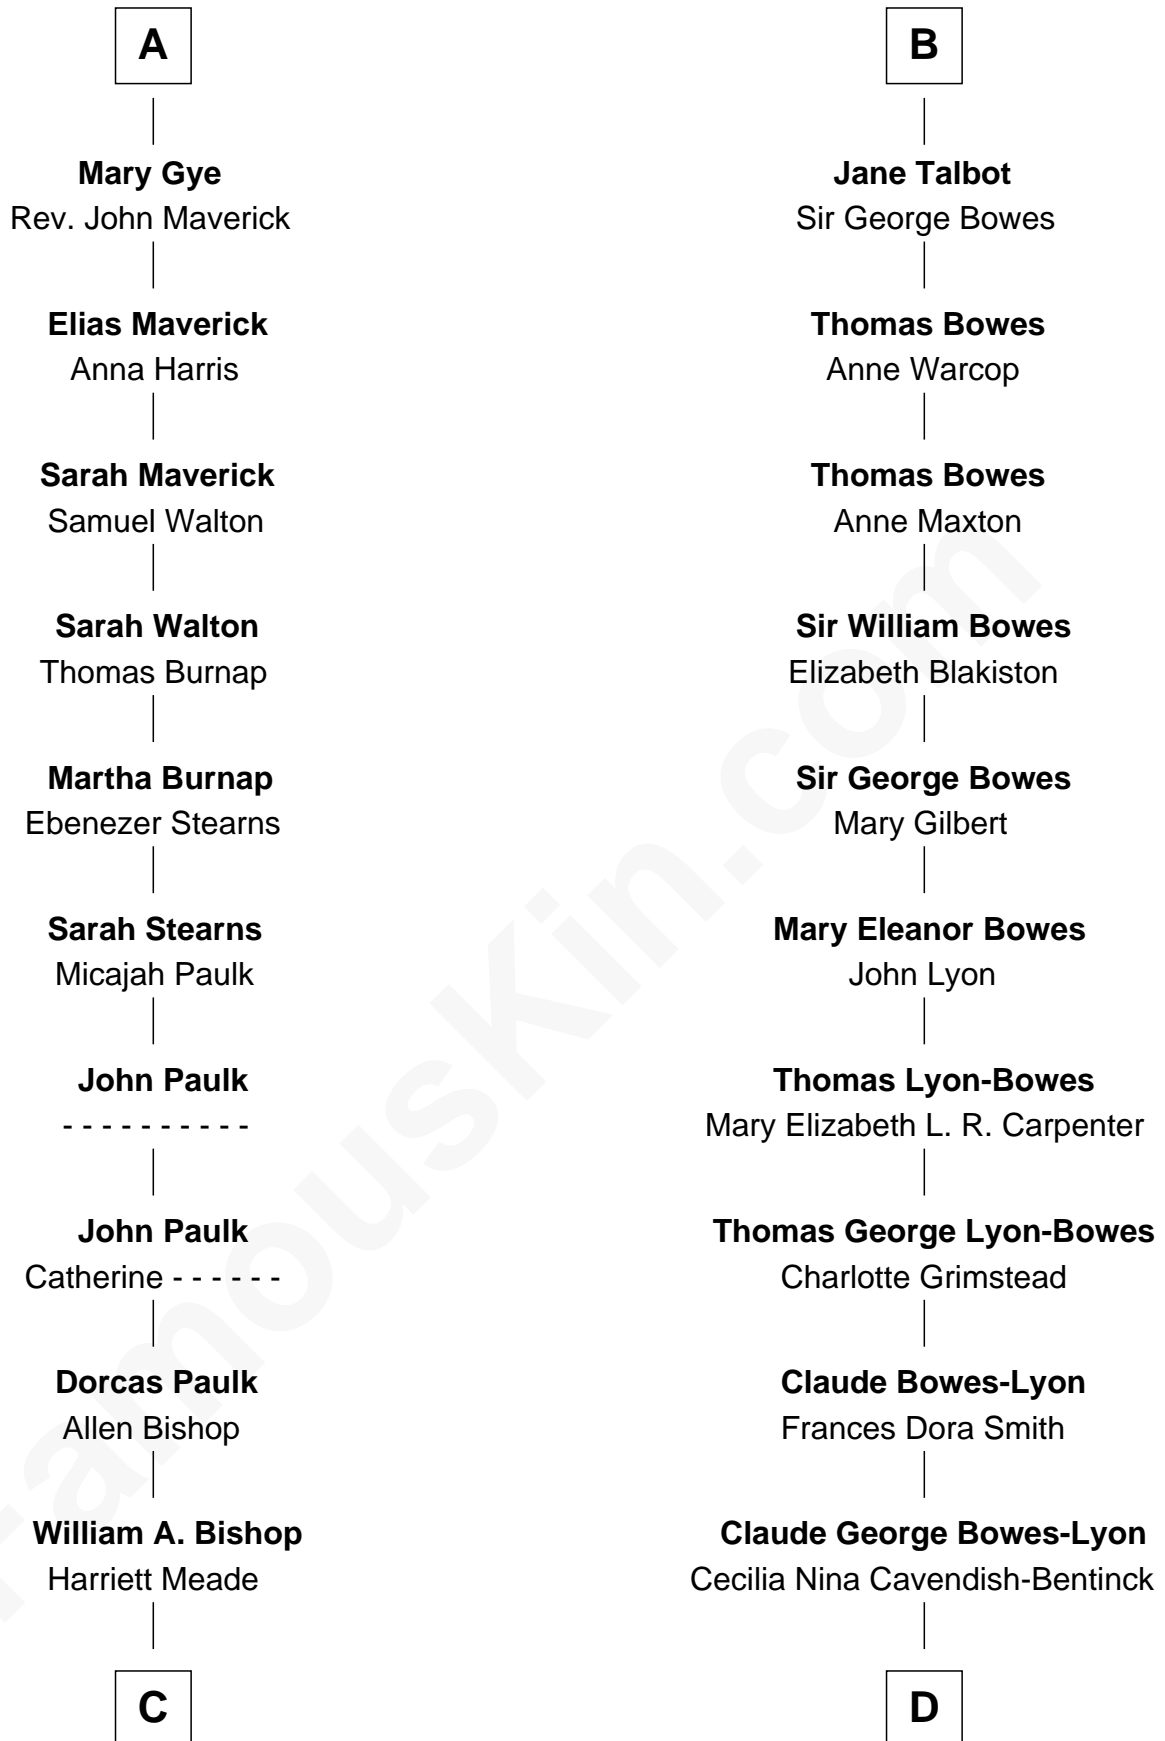 A
Mary Gye
Rev. John Maverick
Elias Maverick
Anna Harris
Sarah Maverick
Samuel Walton
Sarah Walton
Thomas Burnap
Martha Burnap
Ebenezer Stearns
Sarah Stearns
Micajah Paulk
John Paulk
- - - - - - - - - -
John Paulk
Catherine - - - - - -
Dorcas Paulk
Allen Bishop
William A. Bishop
Harriett Meade
C
B
Jane Talbot
Sir George Bowes
Thomas Bowes
Anne Warcop
Thomas Bowes
Anne Maxton
Sir William Bowes
Elizabeth Blakiston
Sir George Bowes
Mary Gilbert
Mary Eleanor Bowes
John Lyon
Thomas Lyon-Bowes
Mary Elizabeth L. R. Carpenter
Thomas George Lyon-Bowes
Charlotte Grimstead
Claude Bowes-Lyon
Frances Dora Smith
Claude George Bowes-Lyon
Cecilia Nina Cavendish-Bentinck
D
FamousKin.com